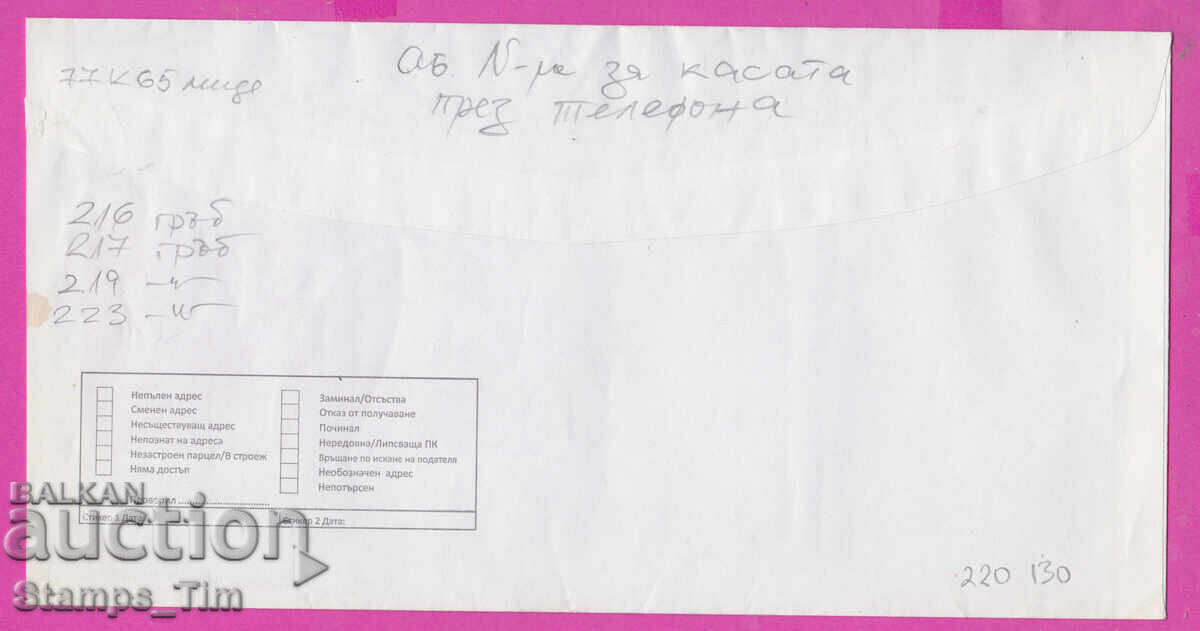 аб. N-ра за касата
през телефона
77к65
216 гръб
217 гръб
219 -"-
223 -"-
Непълен адрес
Сменен адрес
Несъществуващ адрес
Непознат на адреса
Незастроен парцел/В строеж
Няма достъп
Заминал/Отсъства
Отказ от получаване
Починал
Нередовна/Липсваща ПК
Връщане по искане на подателя
Необозначен адрес
Непотърсен
Проверил
Стикер 1 Дата:
Стикер 2 Дата:
BALKAN
auction
Stamps_Tim
220 130